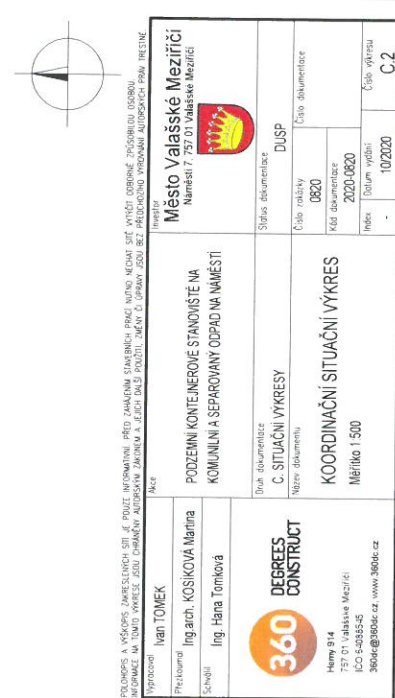 POLOHOPIS A VÝŠKOPIS ZAKRESLENÝCH SÍTÍ JE POUZE INFORMATIVNÍ. PŘED ZAHÁJENÍM STAVEBNÍCH PRACÍ NUTNO NECHAT SÍTĚ VYTÝČIT ODBORNĚ ZPŮSOBILOU OSOBOU.
INFORMACE NA TOMTO VÝKRESE JSOU CHRÁNĚNY AUTORSKÝM ZÁKONEM A JEJICH DALŠÍ POUŽITÍ, ZMĚNY ČI ÚPRAVY JSOU BEZ PŘEDCHOZÍHO VYROVNÁNÍ AUTORSKÝCH PRÁV TRESTNÉ.
Vypracoval
Ivan TOMEK
Přezkoumal
Ing.arch. KOSIKOVÁ Martina
Schválil
Ing. Hana Tomková
360 DEGREES
CONSTRUCT
Hemy 914
757 01 Valašské Meziříčí
IČO 64088545
360dc@360dc.cz, www.360dc.cz
Akce
PODZEMNÍ KONTEJNEROVÉ STANOVIŠTĚ NA
KOMUNILNÍ A SEPAROVANÝ ODPAD NA NÁMĚSTÍ
Druh dokumentace
C. SITUAČNÍ VÝKRESY
Název dokumentu
KOORDINAČNÍ SITUAČNÍ VÝKRES
Měřítko 1:500
Investor
Město Valašské Meziříčí
Náměstí 7, 757 01 Valašské Meziříčí
Status dokumentace
DUSP
Číslo zakázky
0820
Číslo dokumentace
Kód dokumentace
2020-0820
Index
-
Datum vydání
10/2020
Číslo výkresu
C.2